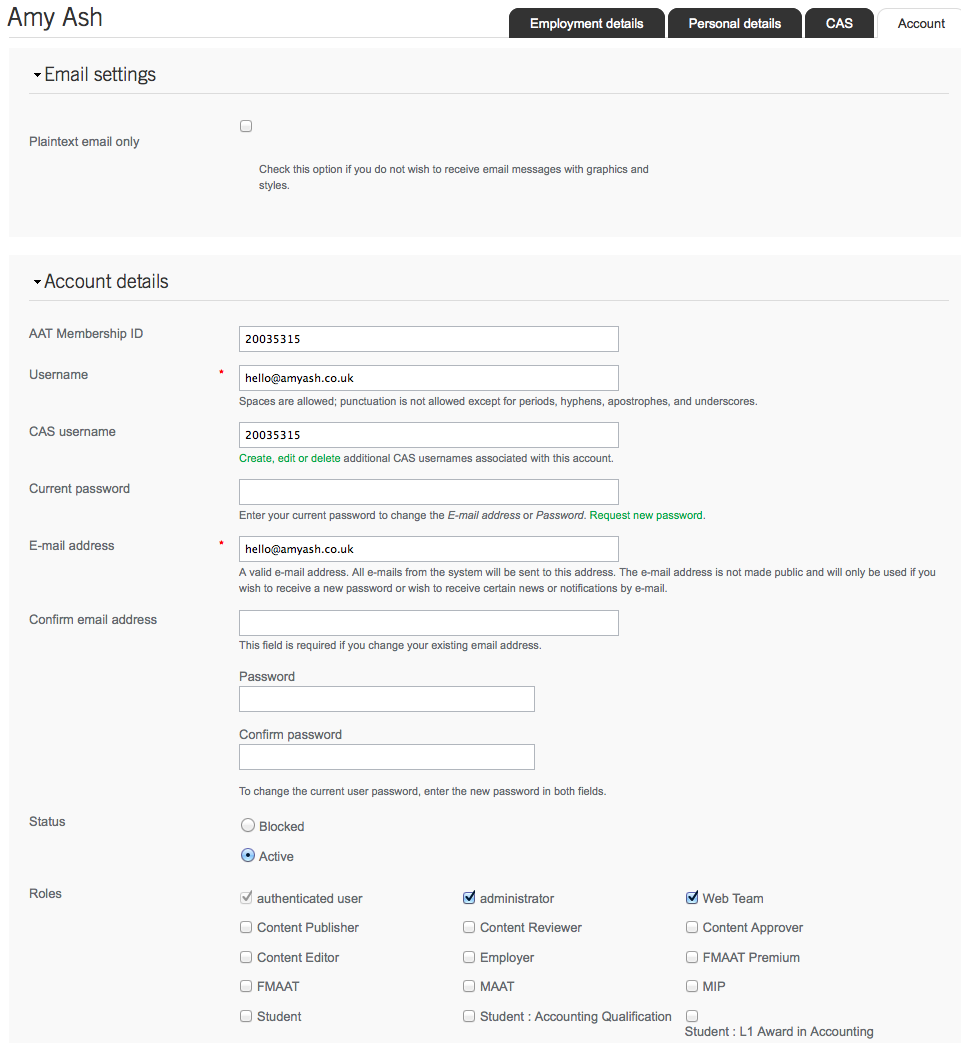 Amy Ash
Employment details
Personal details
CAS
Account
Email settings
Plaintext email only
Check this option if you do not wish to receive email messages with graphics and
styles.
Account details
AAT Membership ID
20035315
Username *
hello@amyash.co.uk
Spaces are allowed; punctuation is not allowed except for periods, hyphens, apostrophes, and underscores.
CAS username
20035315
Create, edit or delete additional CAS usernames associated with this account.
Current password
Enter your current password to change the E-mail address or Password. Request new password.
E-mail address *
hello@amyash.co.uk
A valid e-mail address. All e-mails from the system will be sent to this address. The e-mail address is not made public and will only be used if you
wish to receive a new password or wish to receive certain news or notifications by e-mail.
Confirm email address
This field is required if you change your existing email address.
Password
Confirm password
To change the current user password, enter the new password in both fields.
Status
Blocked
Active
Roles
authenticated user
administrator
Web Team
Content Publisher
Content Reviewer
Content Approver
Content Editor
Employer
FMAAT Premium
FMAAT
MAAT
MIP
Student
Student : Accounting Qualification
Student : L1 Award in Accounting